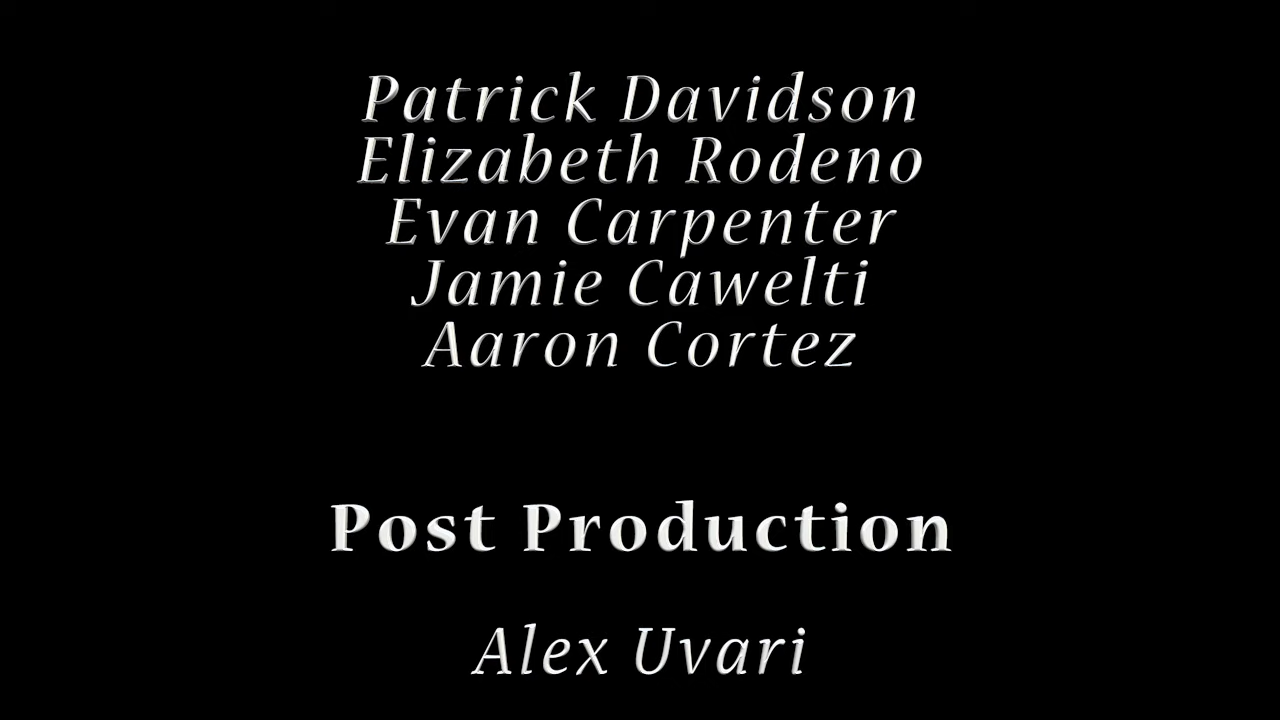 Patrick Davidson
Elizabeth Rodeno
Evan Carpenter
Jamie Cawelti
Aaron Cortez
Post Production
Alex Uvari